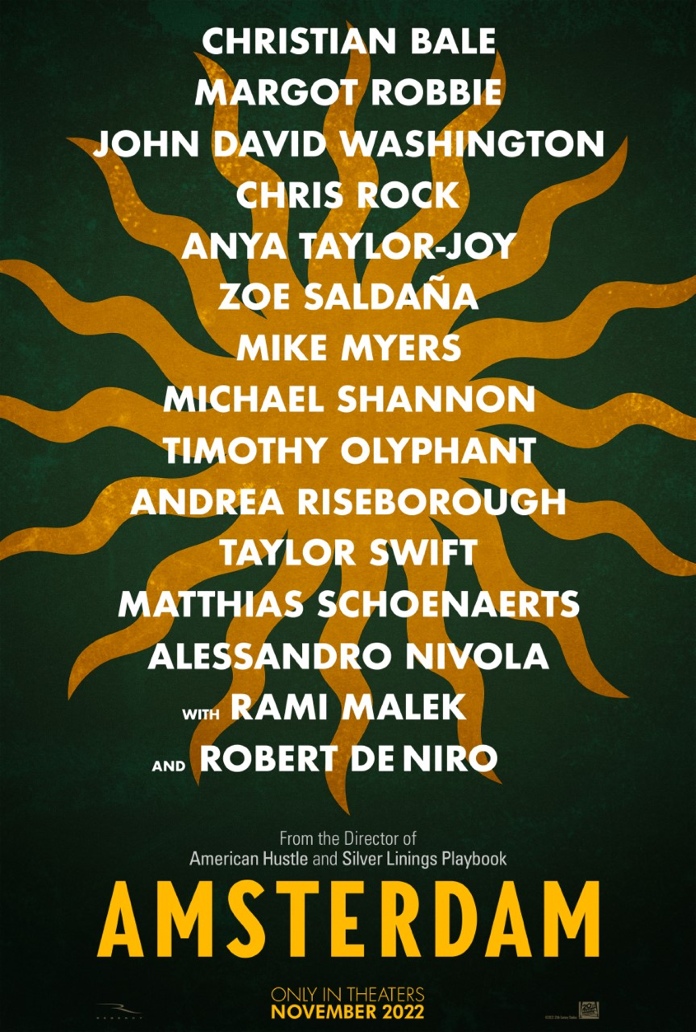 CHRISTIAN BALE
MARGOT ROBBIE
JOHN DAVID WASHINGTON
CHRIS ROCK
ANYA TAYLOR-JOY
ZOE SALDAÑA
MIKE MYERS
MICHAEL SHANNON
TIMOTHY OLYPHANT
ANDREA RISEBOROUGH
TAYLOR SWIFT
MATTHIAS SCHOENAERTS
ALESSANDRO NIVOLA
WITH RAMI MALEK
AND ROBERT DE NIRO
From the Director of
American Hustle and Silver Linings Playbook
AMSTERDAM
ONLY IN THEATERS
NOVEMBER 2022
REGENCY